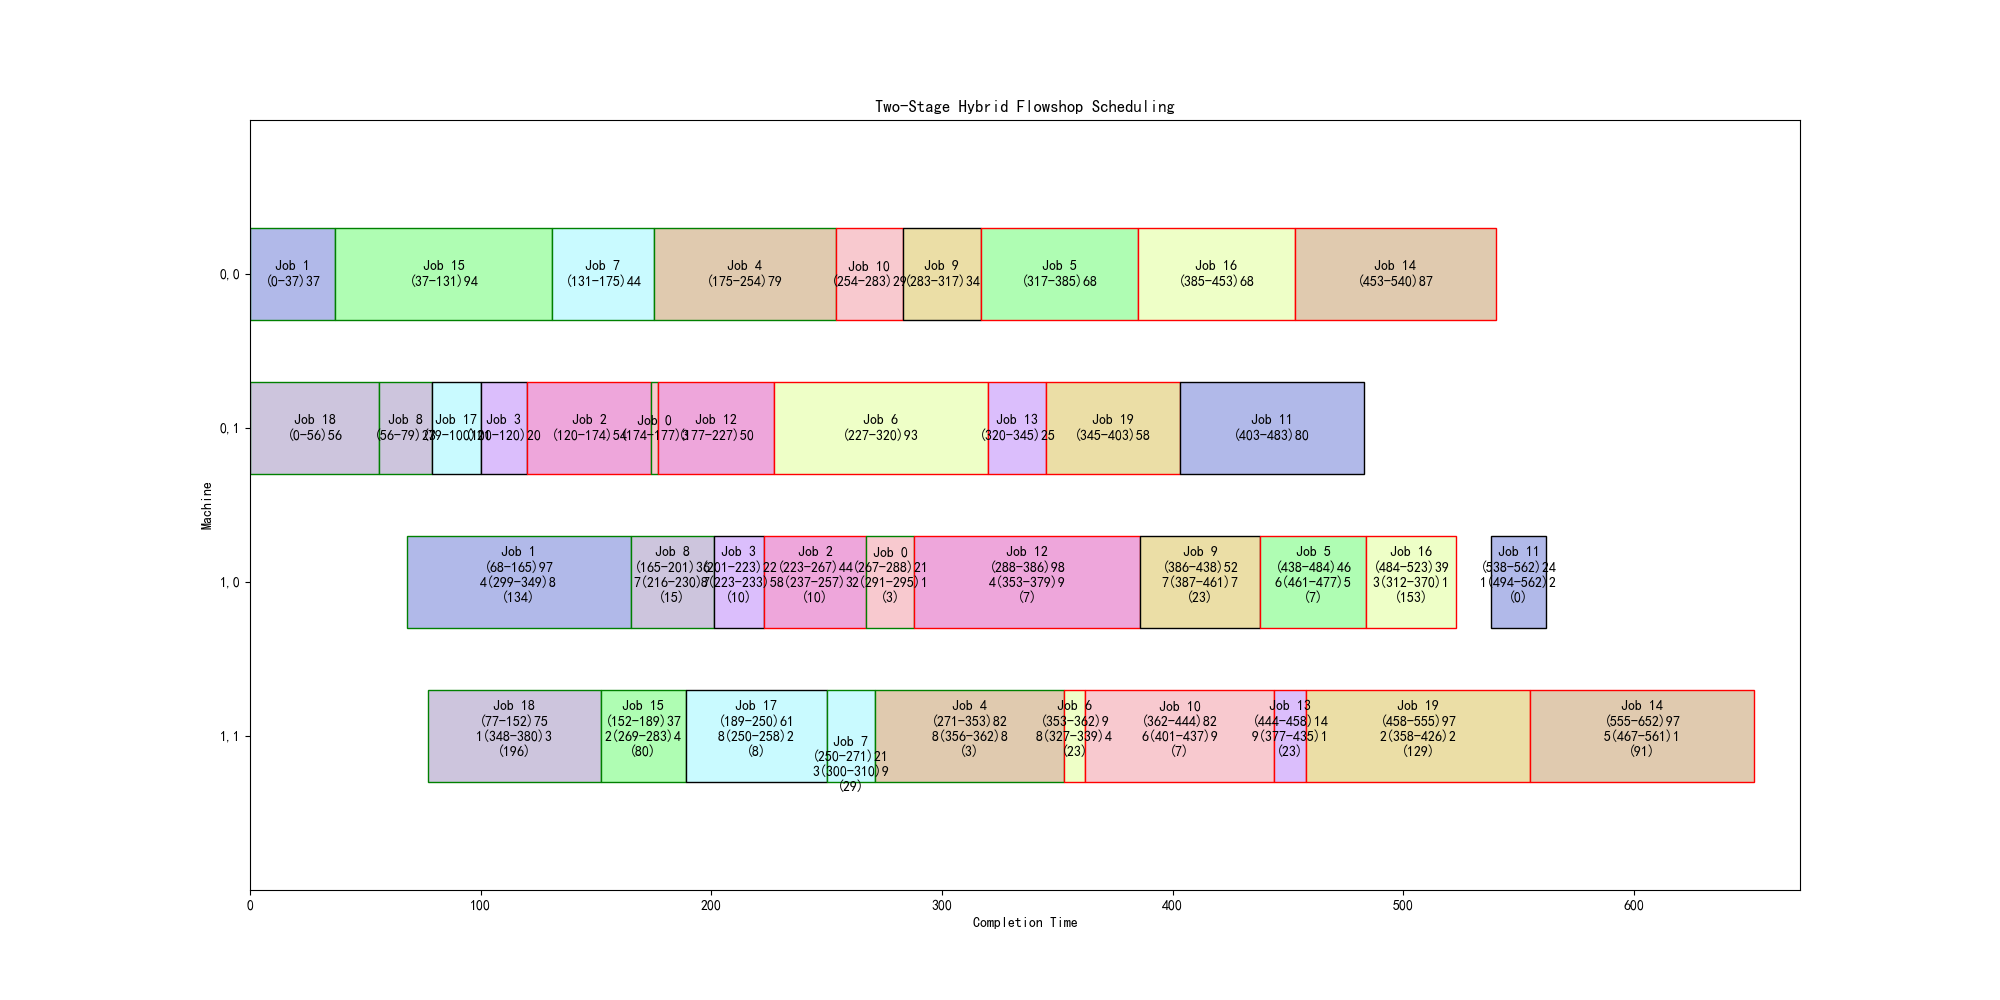 Two-Stage Hybrid Flowshop Scheduling
Machine
0,0
Job 1
(0-37)37
Job 15
(37-131)94
Job 7
(131-175)44
Job 4
(175-254)79
Job 10
(254-283)29
Job 9
(283-317)34
Job 5
(317-385)68
Job 16
(385-453)68
Job 14
(453-540)87
0,1
Job 18
(0-56)56
Job 8
(56-79)23
Job 17
(79-100)21
Job 3
(100-120)20
Job 2
(120-174)54
Job 0
(174-177)3
Job 12
(177-227)50
Job 6
(227-320)93
Job 13
(320-345)25
Job 19
(345-403)58
Job 11
(403-483)80
1,0
Job 1
(68-165)97
4(299-349)8
(134)
Job 8
(165-201)36
7(216-230)8
(15)
Job 3
(201-223)22
7(223-233)5
(10)
Job 2
(223-267)44
8(237-257)3
(10)
Job 0
(267-288)21
2(291-295)1
(3)
Job 12
(288-386)98
4(353-379)9
(7)
Job 9
(386-438)52
7(387-461)7
(23)
Job 5
(438-484)46
6(461-477)5
(7)
Job 16
(484-523)39
3(312-370)1
(153)
Job 11
(538-562)24
1(494-562)2
(0)
1,1
Job 18
(77-152)75
1(348-380)3
(196)
Job 15
(152-189)37
2(269-283)4
(80)
Job 17
(189-250)61
8(250-258)2
(8)
Job 7
(250-271)21
3(300-310)9
(29)
Job 4
(271-353)82
8(356-362)8
(3)
Job 6
(353-362)9
8(327-339)4
(23)
Job 10
(362-444)82
6(401-437)9
(7)
Job 13
(444-458)14
9(377-435)1
(23)
Job 19
(458-555)97
2(358-426)2
(129)
Job 14
(555-652)97
5(467-561)1
(91)
0
100
200
300
400
500
600
Completion Time